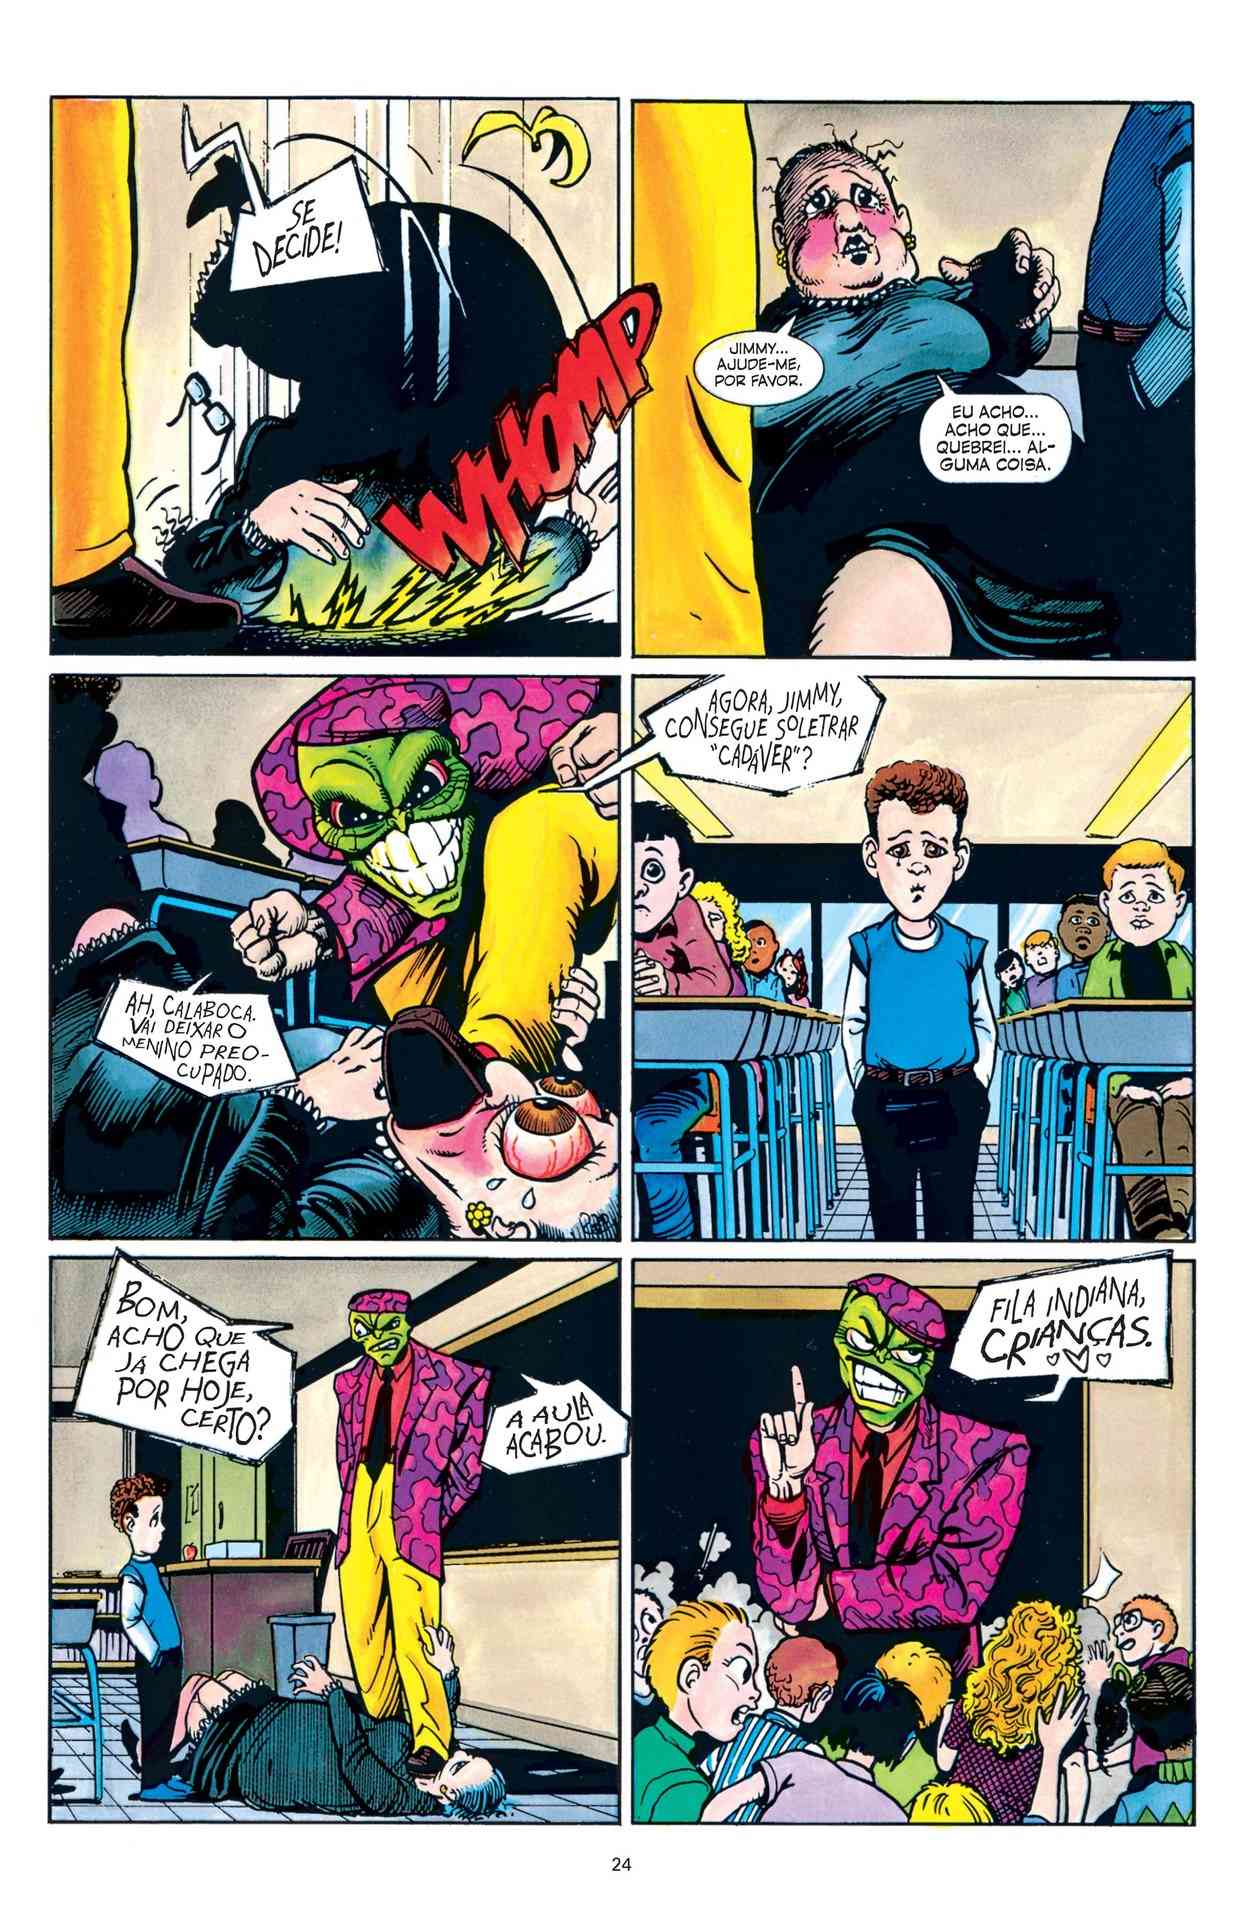 SE
DECIDE!
WHOMP
JIMMY...
AJUDE-ME,
POR FAVOR.
EU ACHO...
ACHO QUE...
QUEBREI... AL-
GUMA COISA.
AH, CALABOCA.
VAI DEIXAR O
MENINO PREO-
CUPADO.
AGORA, JIMMY,
CONSEGUE SOLETRAR
"CADÁVER"?
BOM,
ACHO QUE
JÁ CHEGA
POR HOJE,
CERTO?
A AULA
ACABOU.
FILA INDIANA,
CRIANÇAS.
24